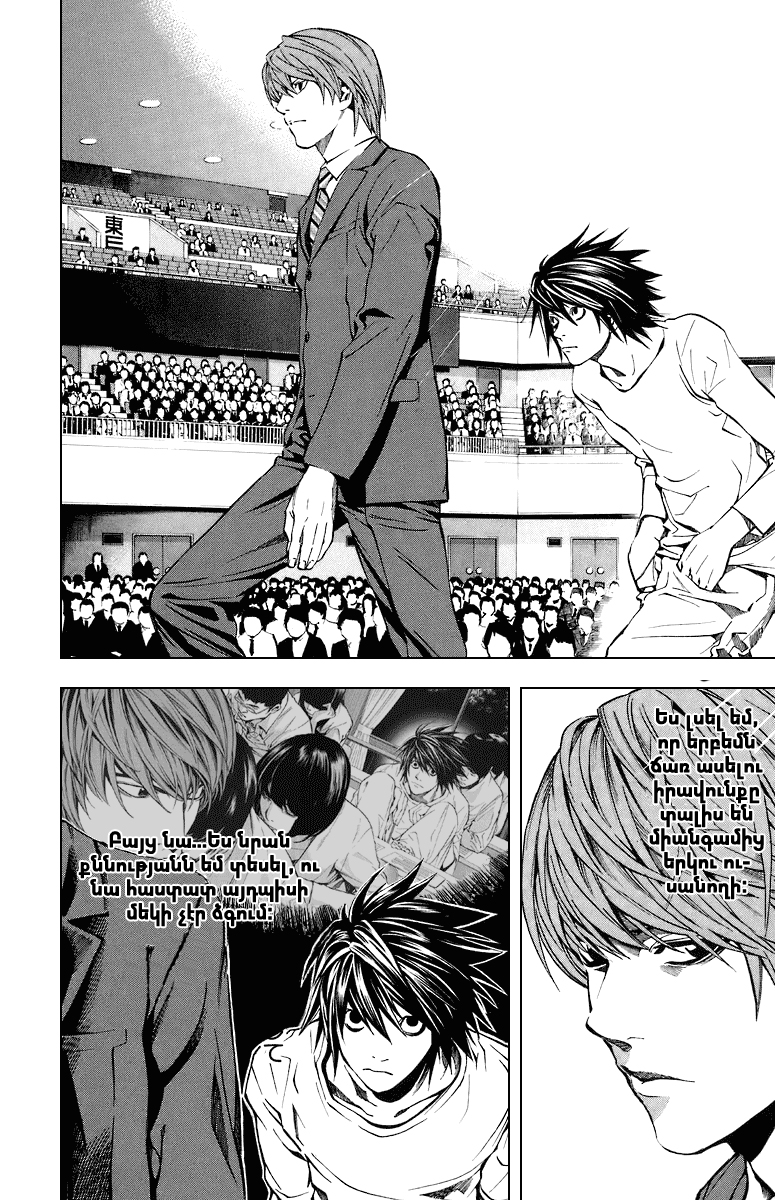 東
Ես լսել եմ,
որ երբեմն
ճառ ասելու
իրավունքը
տալիս են
միանգամից
երկու ու-
սանողի:
Բայց նա...Ես նրան
քննությանն եմ տեսել, ու
նա հաստատ այդպիսի
մեկի չէր ձգում: